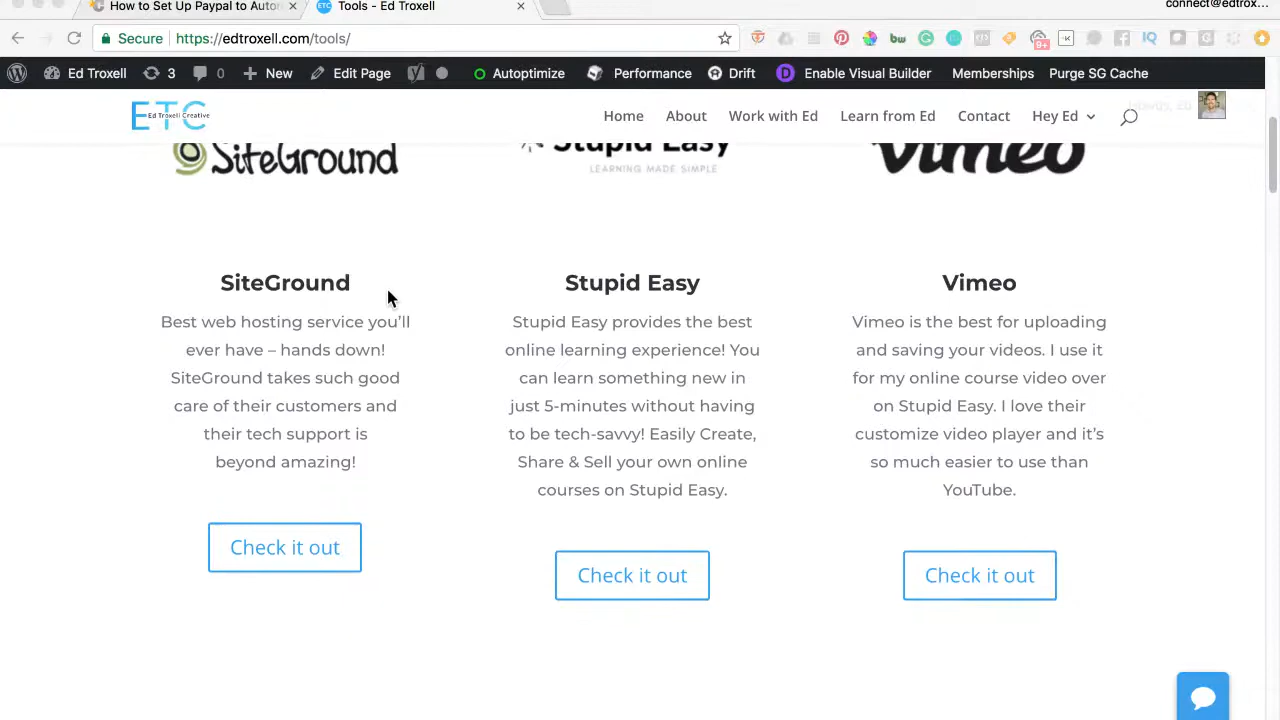 How to Set Up Paypal to Auto
Tools - Ed Troxell
connect@edtrox...
Secure
https://edtroxell.com/tools/
9+
Ed Troxell
3
0
New
Edit Page
Autoptimize
Performance
Drift
Enable Visual Builder
Memberships
Purge SG Cache
ETC
Ed Troxell Creative
Home
About
Work with Ed
Learn from Ed
Contact
Hey Ed
Howdy, Ed
SiteGround
Stupid Easy
LEARNING MADE SIMPLE
vimeo
SiteGround
Best web hosting service you'll
ever have – hands down!
SiteGround takes such good
care of their customers and
their tech support is
beyond amazing!
Check it out
Stupid Easy
Stupid Easy provides the best
online learning experience! You
can learn something new in
just 5-minutes without having
to be tech-savvy! Easily Create,
Share & Sell your own online
courses on Stupid Easy.
Check it out
Vimeo
Vimeo is the best for uploading
and saving your videos. I use it
for my online course video over
on Stupid Easy. I love their
customize video player and it's
so much easier to use than
YouTube.
Check it out